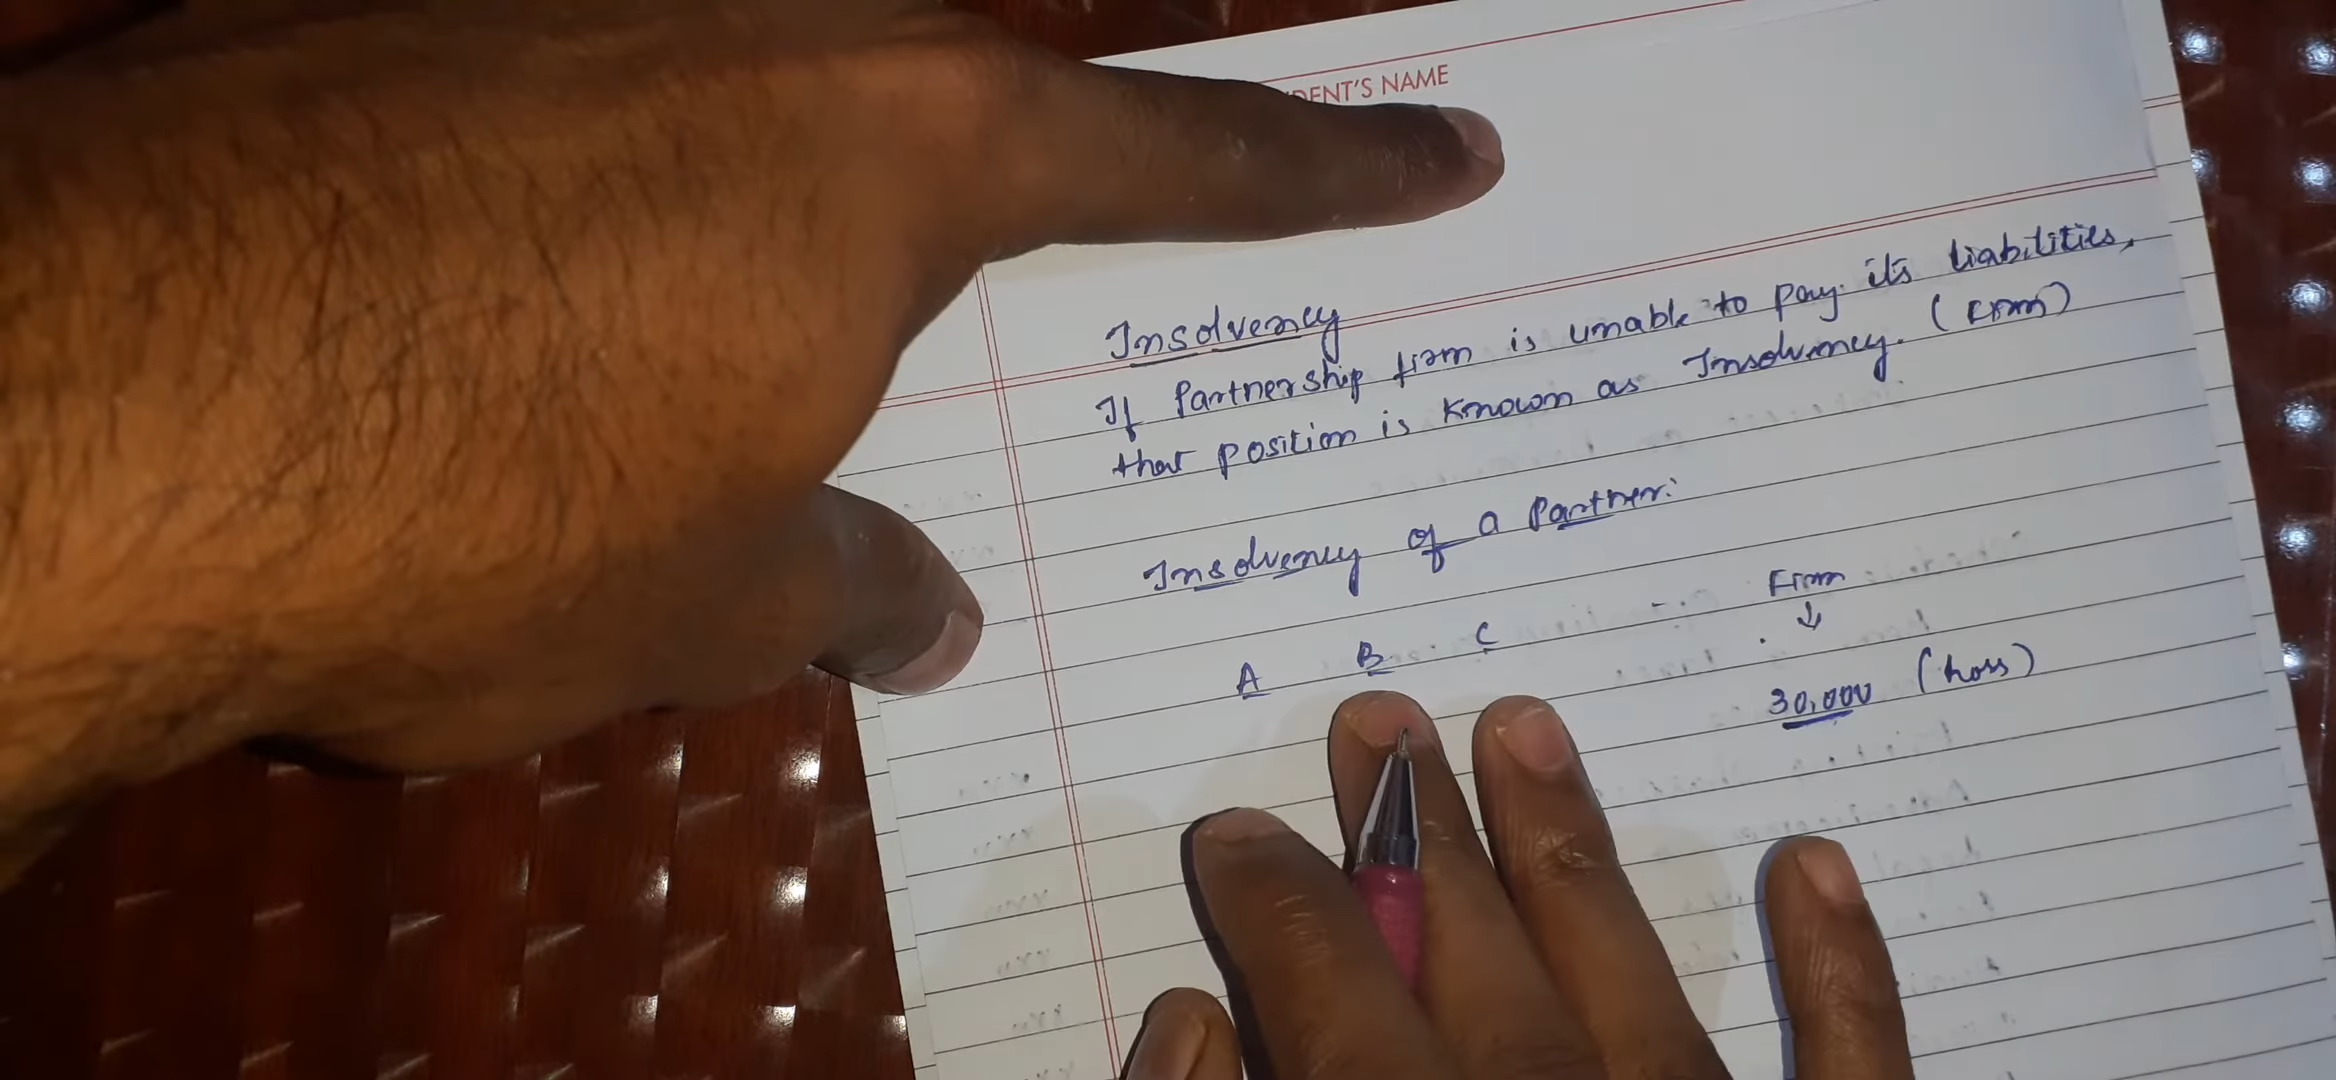 DENT'S NAME
Insolvency
If Partnership firm is unable to pay its liabilities,
that position is known as Insolvency. (Firm)
Insolvency of a Partner:
A B C Firm
↓
30,000 (Loss)